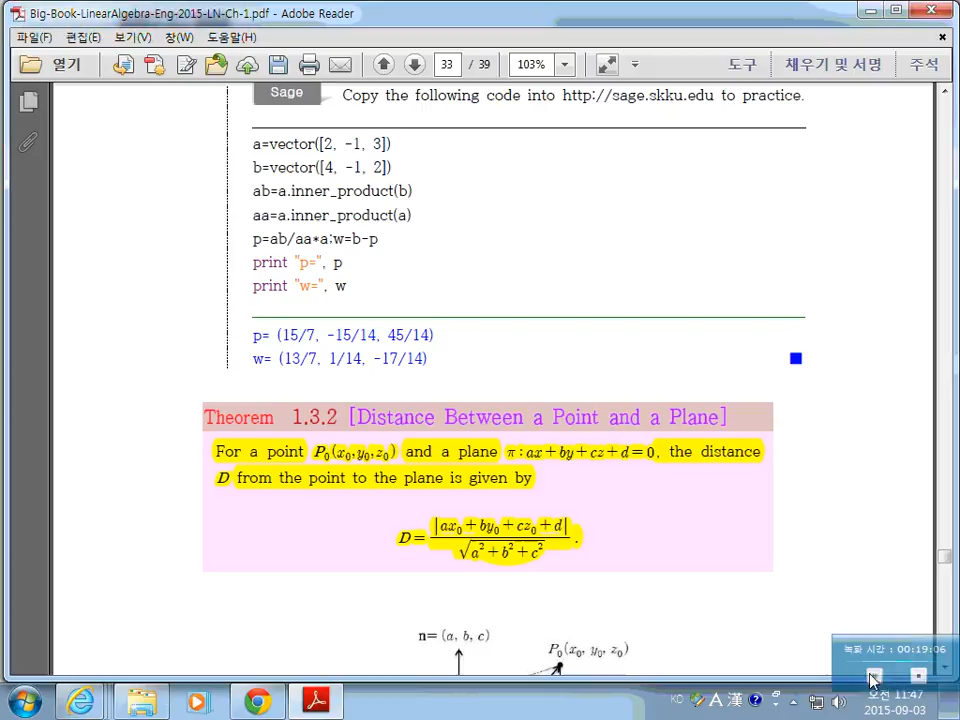 Big-Book-LinearAlgebra-Eng-2015-LN-Ch-1.pdf - Adobe Reader
파일(F) 편집(E) 보기(V) 창(W) 도움말(H)
열기 33 / 39 103% 도구 채우기 및 서명 주석
Sage Copy the following code into http://sage.skku.edu to practice.
a=vector([2, -1, 3])
b=vector([4, -1, 2])
ab=a.inner_product(b)
aa=a.inner_product(a)
p=ab/aa*a;w=b-p
print "p=", p
print "w=", w
p= (15/7, -15/14, 45/14)
w= (13/7, 1/14, -17/14)
Theorem 1.3.2 [Distance Between a Point and a Plane]
For a point P₀(x₀,y₀,z₀) and a plane π:ax+by+cz+d=0, the distance
D from the point to the plane is given by
D= |ax₀+by₀+cz₀+d| / √a²+b²+c² .
n=(a, b, c)
P₀(x₀, y₀, z₀)
녹화 시간 : 00:19:06
KC A 漢 오전 11:47
2015-09-03